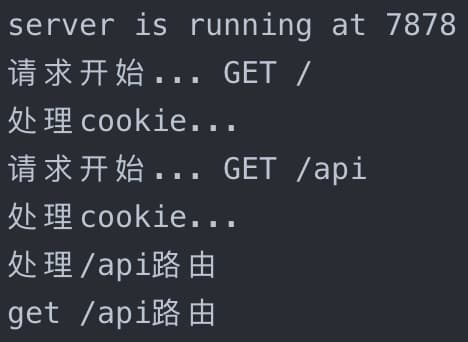 server is running at 7878
请求开始... GET /
处理cookie...
请求开始... GET /api
处理cookie...
处理/api路由
get /api路由